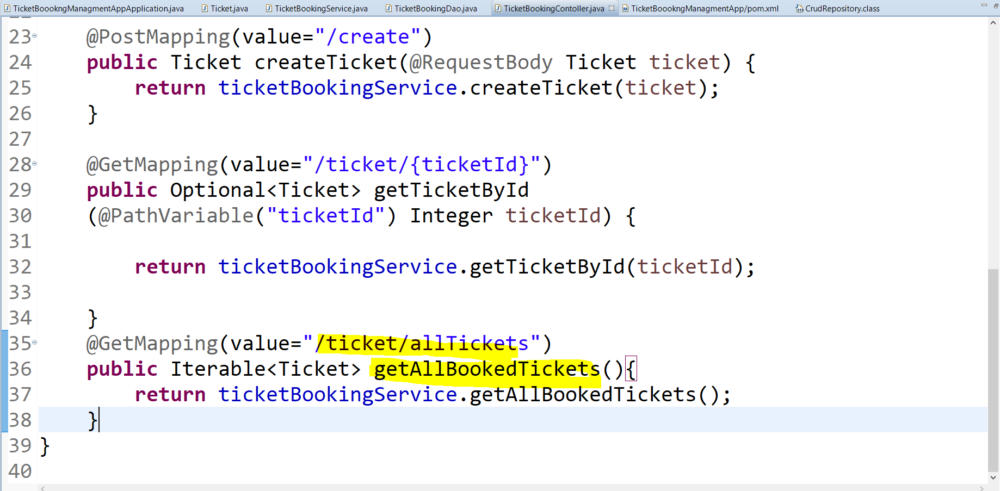 TicketBoookngManagmentAppApplication.java Ticket.java TicketBookingService.java TicketBookingDao.java TicketBookingContoller.java TicketBoookngManagmentApp/pom.xml CrudRepository.class
23 @PostMapping(value="/create")
24 public Ticket createTicket(@RequestBody Ticket ticket) {
25 return ticketBookingService.createTicket(ticket);
26 }
27
28 @GetMapping(value="/ticket/{ticketId}")
29 public Optional<Ticket> getTicketById
30 (@PathVariable("ticketId") Integer ticketId) {
31
32 return ticketBookingService.getTicketById(ticketId);
33
34 }
35 @GetMapping(value="/ticket/allTickets")
36 public Iterable<Ticket> getAllBookedTickets(){
37 return ticketBookingService.getAllBookedTickets();
38 }
39 }
40